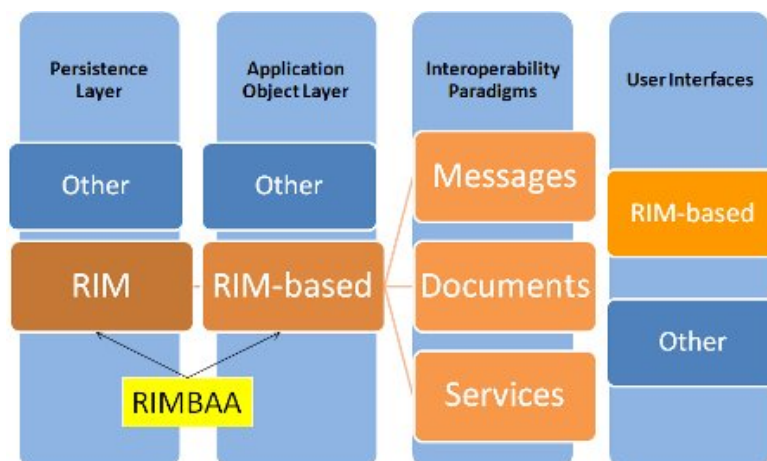 Persistence
Layer
Application
Object Layer
Interoperability
Paradigms
User Interfaces
Other
Other
Messages
RIM-based
RIM
RIM-based
Documents
Other
RIMBAA
Services